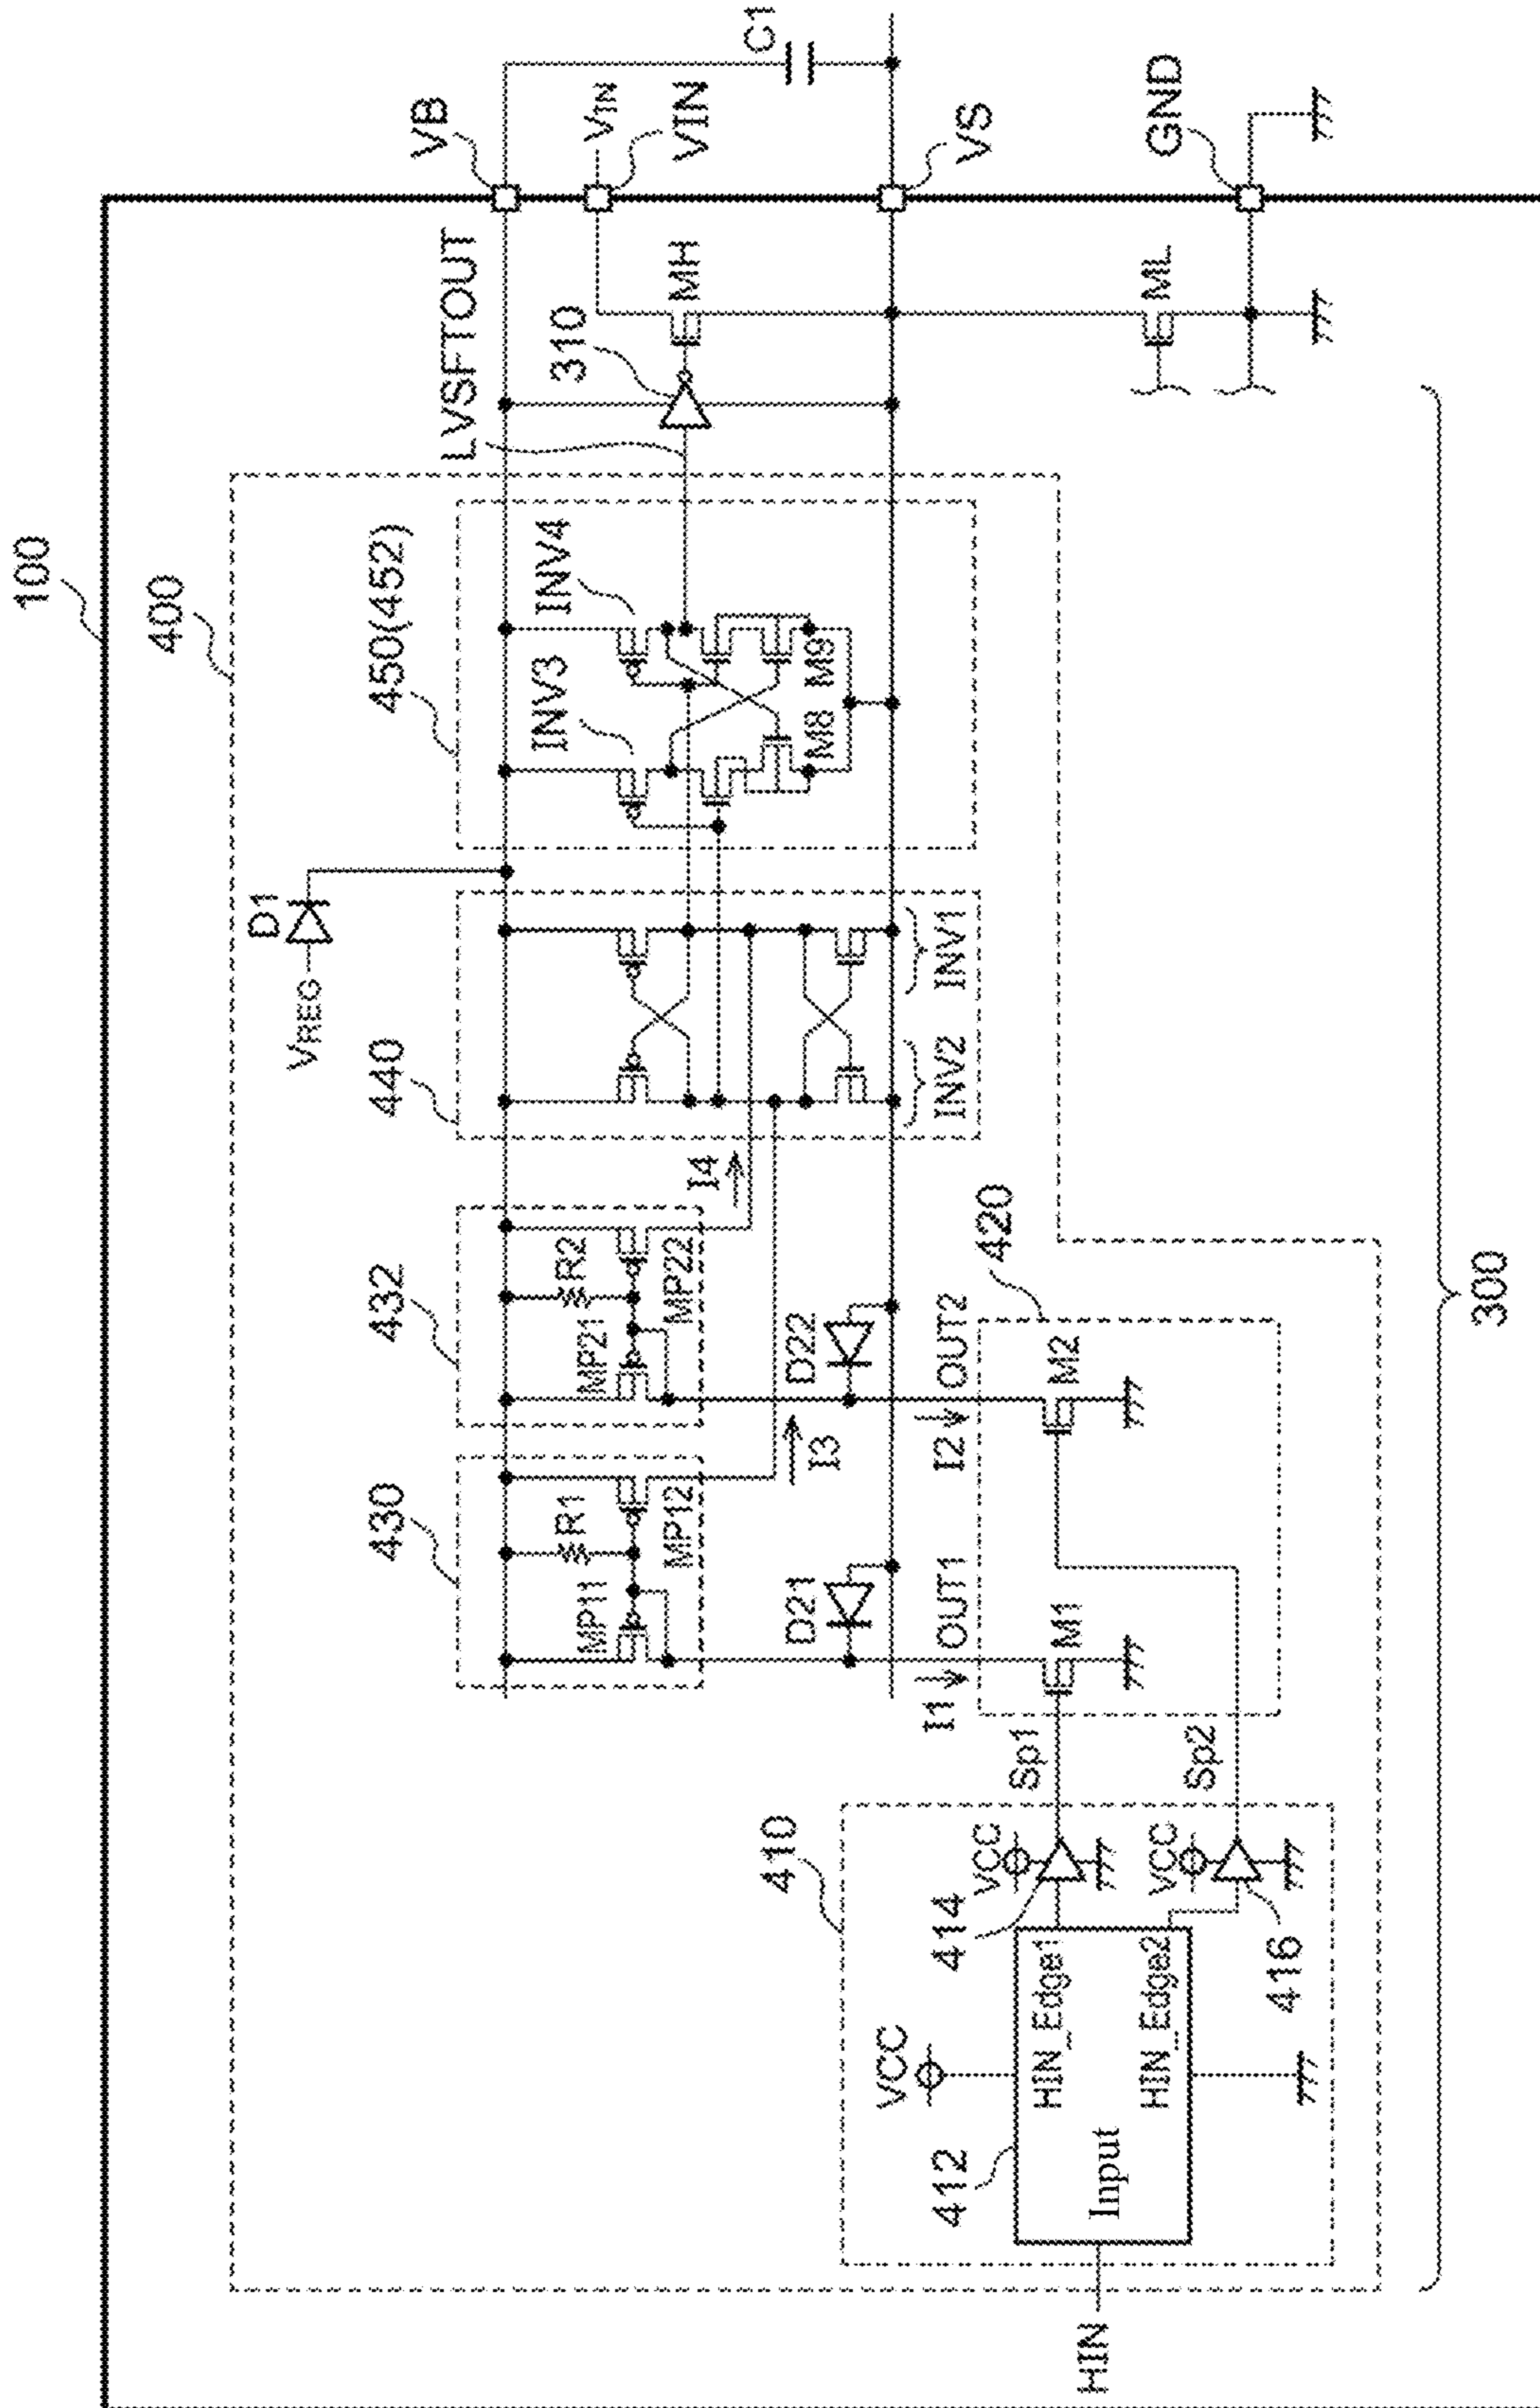 100
400
VB
VIN
VIN
C1
VS
GND
LVSFTOUT
310
MH
ML
450(452)
INV3
INV4
M8
M9
D1
VREG
440
INV2
INV1
I4
432
R2
MP21
MP22
430
R1
MP11
MP12
I3
D21
D22
I1
OUT1
I2
OUT2
420
M1
M2
Sp1
Sp2
410
VCC
414
VCC
416
VCC
412
HIN_Edge1
HIN_Edge2
Input
HIN
300